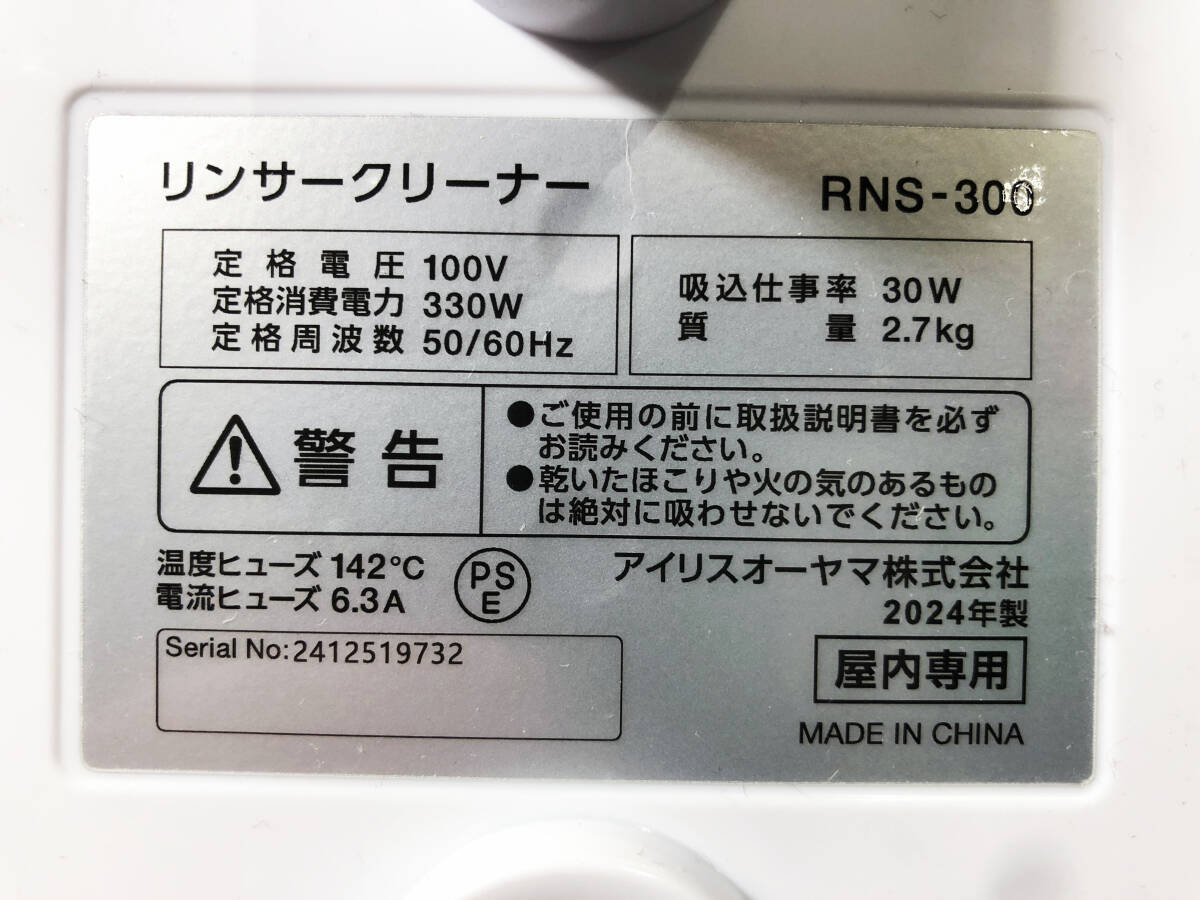 リンサークリーナー RNS-300
定格電圧 100V
定格消費電力 330W
定格周波数 50/60Hz
吸込仕事率 30W
質量 2.7kg
警告
●ご使用の前に取扱説明書を必ず
お読みください。
●乾いたほこりや火の気のあるもの
は絶対に吸わせないでください。
温度ヒューズ 142℃
電流ヒューズ 6.3A
PS
E
アイリスオーヤマ株式会社
2024年製
Serial No:2412519732
屋内専用
MADE IN CHINA